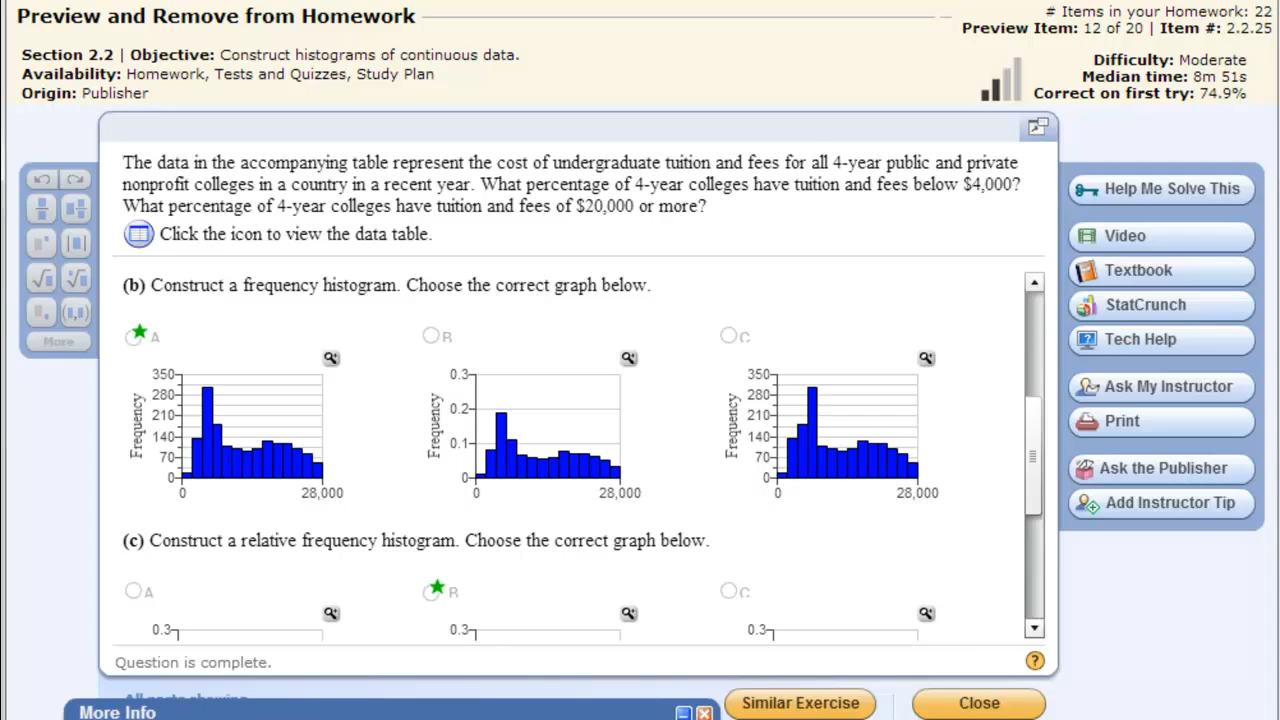 Preview and Remove from Homework
# Items in your Homework: 22
Preview Item: 12 of 20 | Item #: 2.2.25
Section 2.2 | Objective: Construct histograms of continuous data.
Availability: Homework, Tests and Quizzes, Study Plan
Origin: Publisher
Difficulty: Moderate
Median time: 8m 51s
Correct on first try: 74.9%
The data in the accompanying table represent the cost of undergraduate tuition and fees for all 4-year public and private
nonprofit colleges in a country in a recent year. What percentage of 4-year colleges have tuition and fees below $4,000?
What percentage of 4-year colleges have tuition and fees of $20,000 or more?
Click the icon to view the data table.
More
Help Me Solve This
Video
Textbook
StatCrunch
Tech Help
Ask My Instructor
Print
Ask the Publisher
Add Instructor Tip
(b) Construct a frequency histogram. Choose the correct graph below.
A
B
C
350
280
210
140
70
0
Frequency
0
28,000
0.3
0.2
0.1
0
Frequency
0
28,000
350
280
210
140
70
0
Frequency
0
28,000
(c) Construct a relative frequency histogram. Choose the correct graph below.
A
B
C
0.3
0.3
0.3
Question is complete.
?
All parts showing
Similar Exercise
Close
More Info